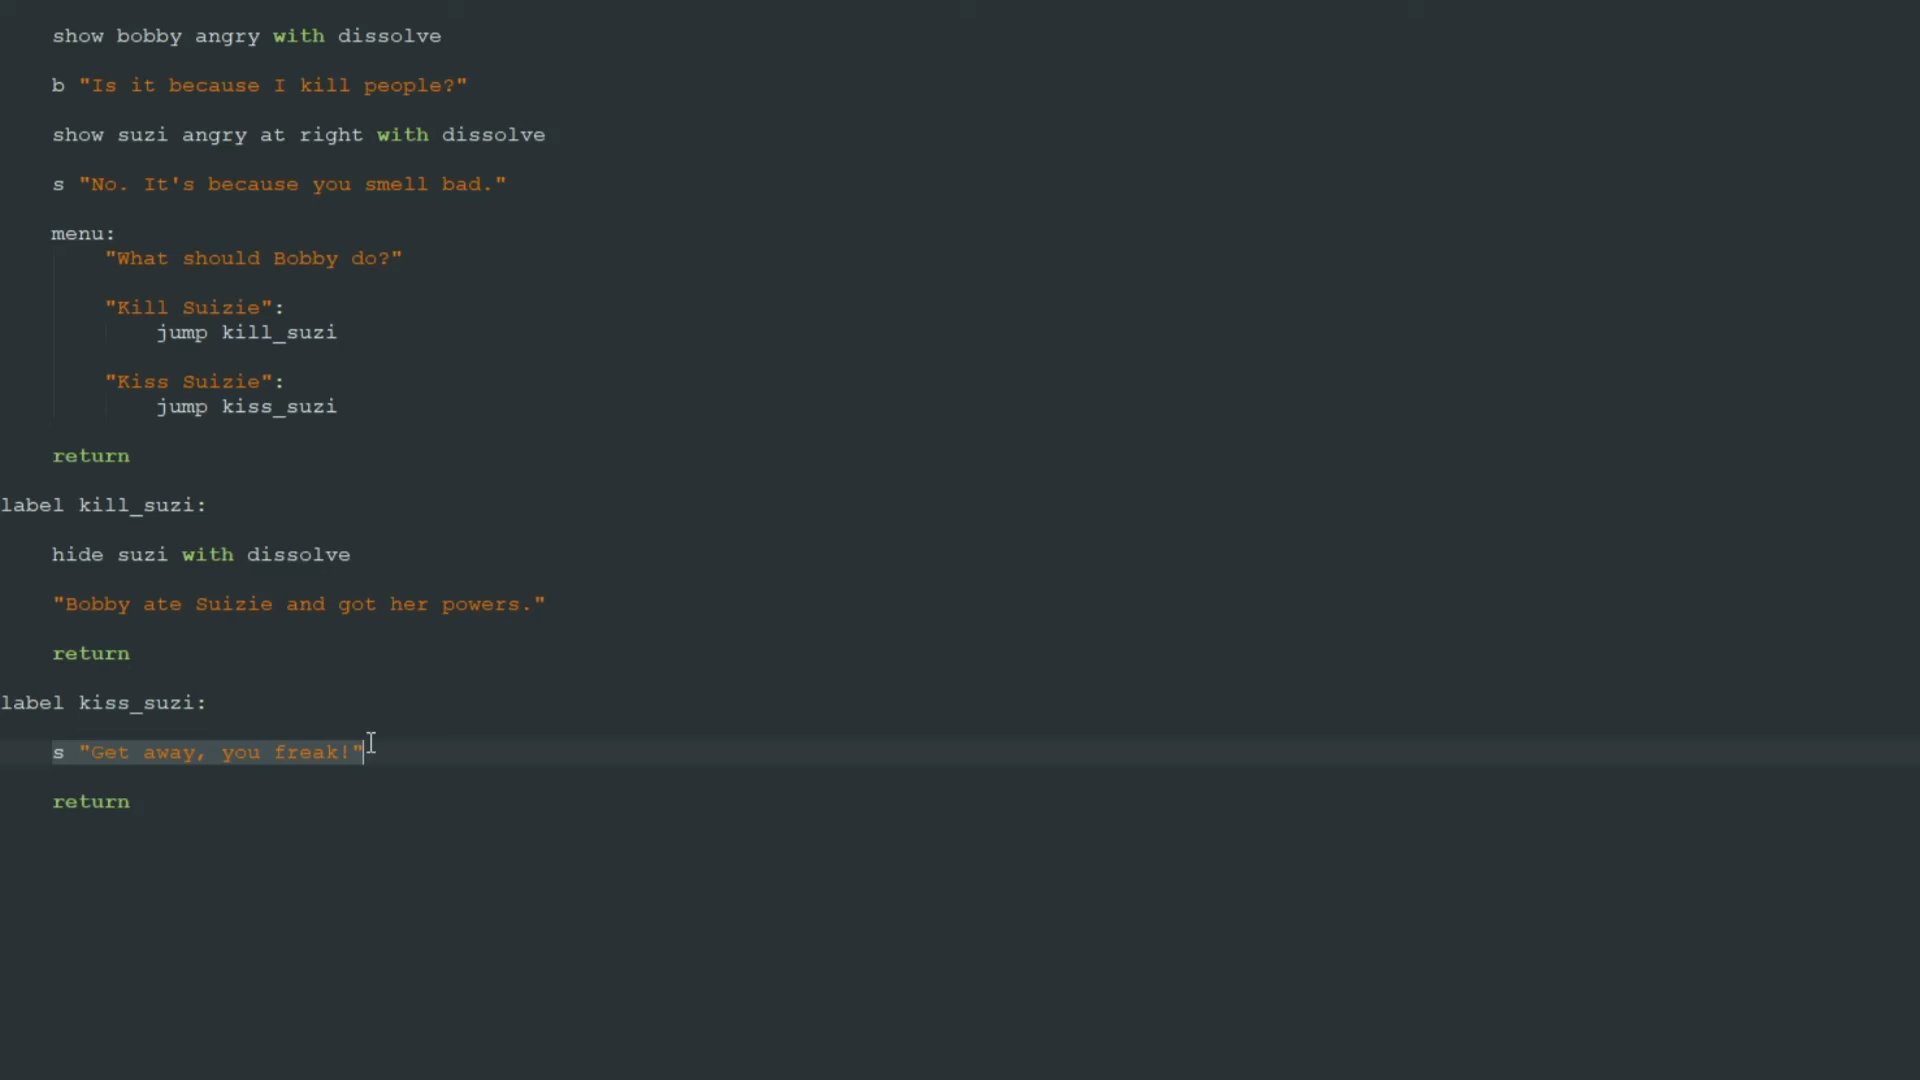 show bobby angry with dissolve
b "Is it because I kill people?"
show suzi angry at right with dissolve
s "No. It's because you smell bad."
menu:
"What should Bobby do?"
"Kill Suizie":
jump kill_suzi
"Kiss Suizie":
jump kiss_suzi
return
label kill_suzi:
hide suzi with dissolve
"Bobby ate Suizie and got her powers."
return
label kiss_suzi:
s "Get away, you freak!"
return